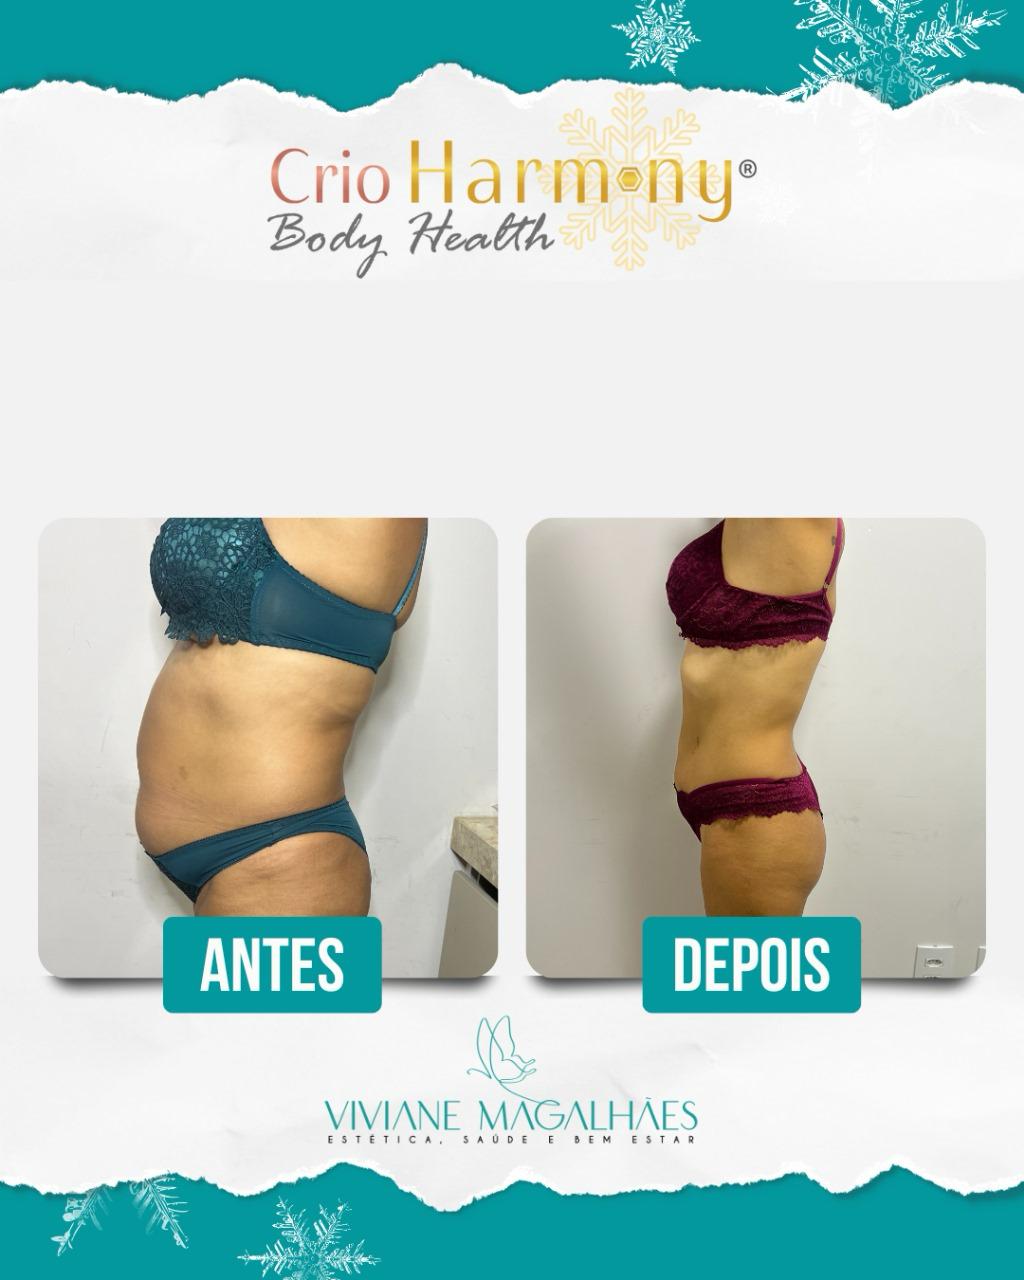 Crio Harmony®
Body Health
ANTES
DEPOIS
VIVIANE MAGALHÃES
ESTÉTICA, SAÚDE E BEM ESTAR